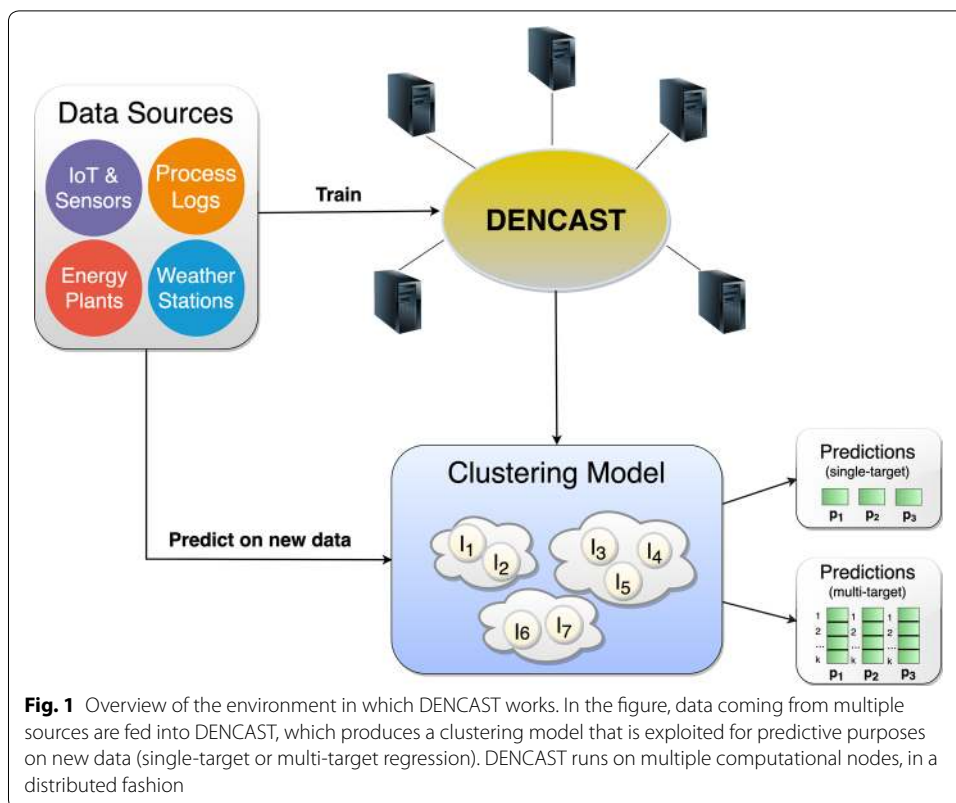 Data Sources
IoT &
Sensors
Process
Logs
Energy
Plants
Weather
Stations
Train
DENCAST
Predict on new data
Clustering Model
I1
I2
I3
I4
I5
I6
I7
Predictions
(single-target)
p1 p2 p3
Predictions
(multi-target)
1 1 1
2 2 2
... ... ...
k k k
p1 p2 p3
Fig. 1 Overview of the environment in which DENCAST works. In the figure, data coming from multiple
sources are fed into DENCAST, which produces a clustering model that is exploited for predictive purposes
on new data (single-target or multi-target regression). DENCAST runs on multiple computational nodes, in a
distributed fashion